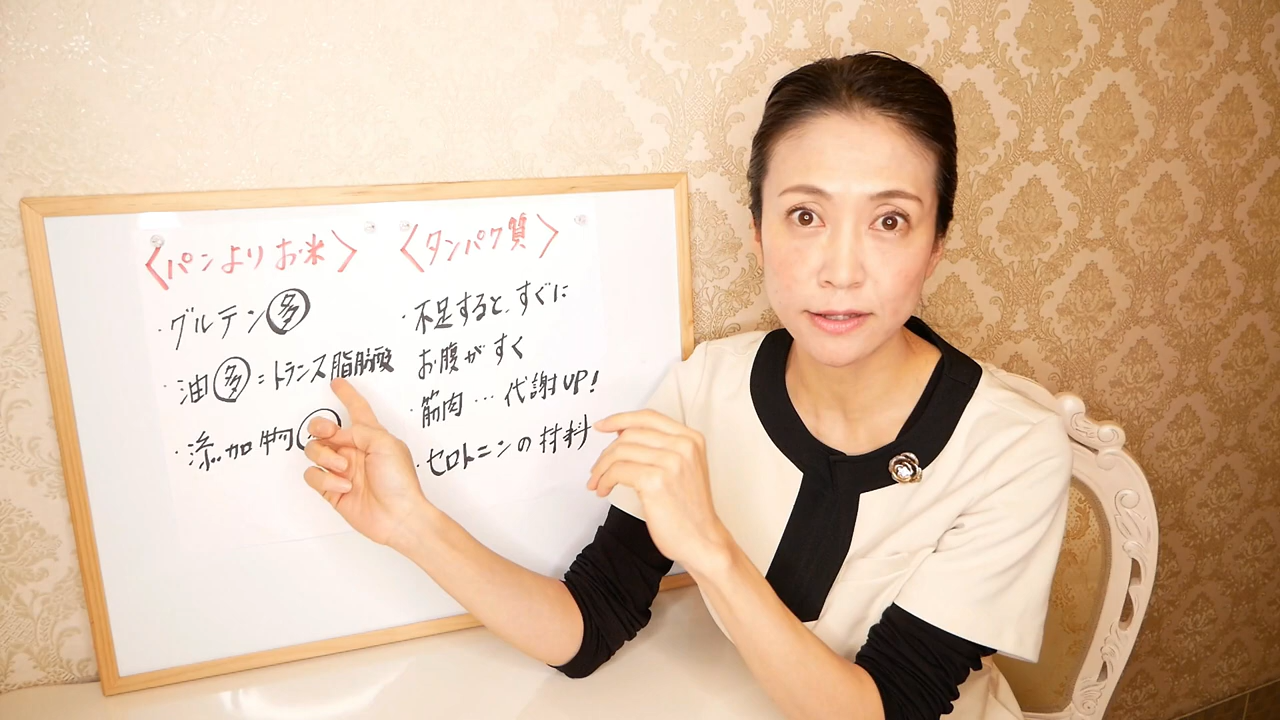 〈パンよりお米〉
・グルテン多
・油多=トランス脂肪酸
・添加物
〈タンパク質〉
・不足すると、すぐに
お腹がすく
・筋肉…代謝UP!
・セロトニンの材料